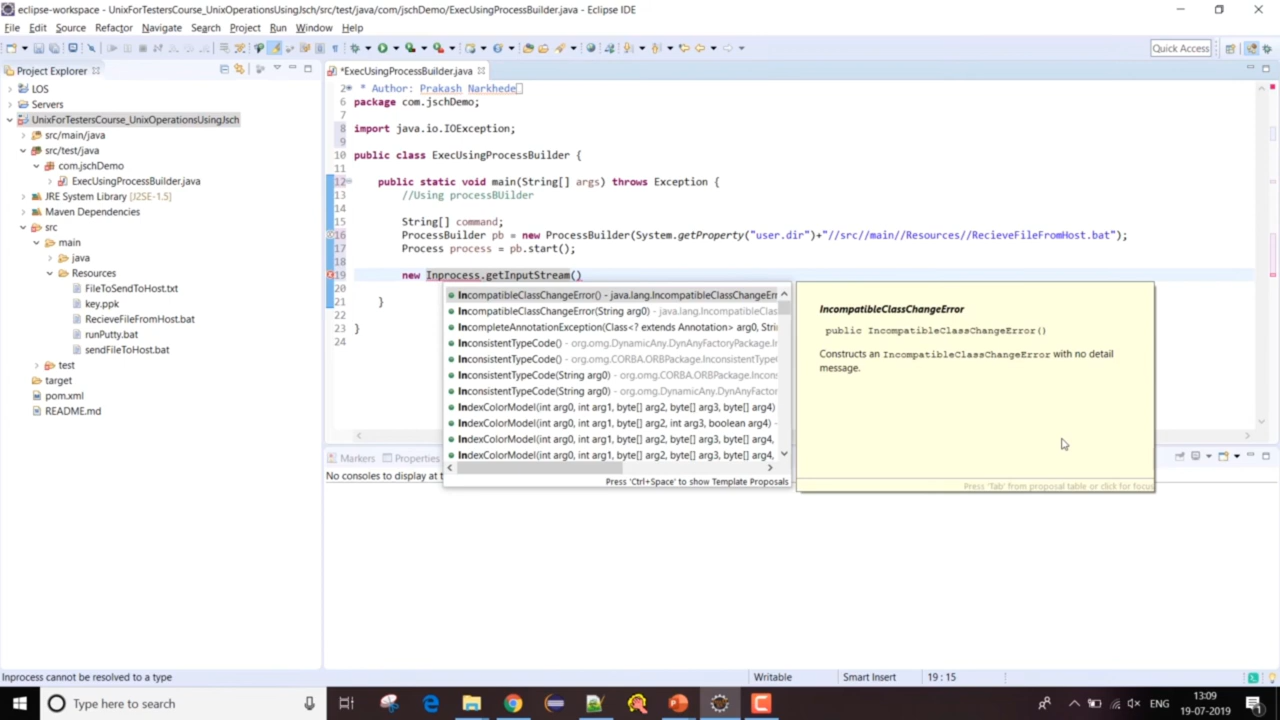 eclipse-workspace - UnixForTestersCourse_UnixOperationsUsingJsch/src/test/java/com/jschDemo/ExecUsingProcessBuilder.java - Eclipse IDE
File Edit Source Refactor Navigate Search Project Run Window Help
Quick Access
Project Explorer
*ExecUsingProcessBuilder.java
LOS
Servers
UnixForTestersCourse_UnixOperationsUsingJsch
src/main/java
src/test/java
com.jschDemo
ExecUsingProcessBuilder.java
JRE System Library [J2SE-1.5]
Maven Dependencies
src
main
java
Resources
FileToSendToHost.txt
key.ppk
RecieveFileFromHost.bat
runPutty.bat
sendFileToHost.bat
test
target
pom.xml
README.md
2 * Author: Prakash Narkhede
6 package com.jschDemo;
7
8 import java.io.IOException;
9
10 public class ExecUsingProcessBuilder {
11
12 public static void main(String[] args) throws Exception {
13 //Using processBUilder
14
15 String[] command;
16 ProcessBuilder pb = new ProcessBuilder(System.getProperty("user.dir")+"//src//main//Resources//RecieveFileFromHost.bat");
17 Process process = pb.start();
18
19 new Inprocess.getInputStream()
20
21 }
22
23 }
24
IncompatibleClassChangeError() - java.lang.IncompatibleClassChangeErr
IncompatibleClassChangeError(String arg0) - java.lang.Incompatible
IncompleteAnnotationException(Class<? extends Annotation> arg0, Strin
InconsistentTypeCode() - org.omg.DynamicAny.DynAnyFactoryPackage.In
InconsistentTypeCode() - org.omg.CORBA.ORBPackage.InconsistentTypeC
InconsistentTypeCode(String arg0) - org.omg.CORBA.ORBPackage.Incons
InconsistentTypeCode(String arg0) - org.omg.DynamicAny.DynAnyFactor
IndexColorModel(int arg0, int arg1, byte[] arg2, byte[] arg3, byte[] arg4)
IndexColorModel(int arg0, int arg1, byte[] arg2, int arg3, boolean arg4) -
IndexColorModel(int arg0, int arg1, byte[] arg2, byte[] arg3, byte[] arg4,
IndexColorModel(int arg0, int arg1, byte[] arg2, byte[] arg3, byte[] arg4,
Press 'Ctrl+Space' to show Template Proposals
IncompatibleClassChangeError
public IncompatibleClassChangeError()
Constructs an IncompatibleClassChangeError with no detail
message.
Press 'Tab' from proposal table or click for focus
Markers Properties
No consoles to display at t
Inprocess cannot be resolved to a type
Writable
Smart Insert
19 : 15
Type here to search
ENG
13:09
19-07-2019
1